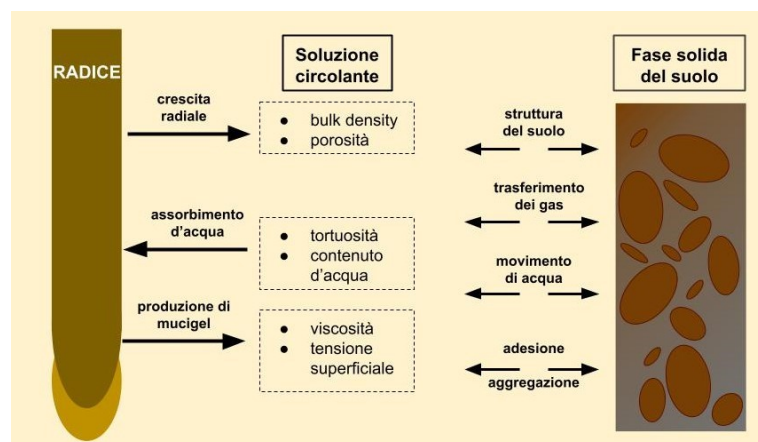 RADICE
Soluzione
circolante
Fase solida
del suolo
crescita
radiale
● bulk density
● porosità
struttura
del suolo
trasferimento
dei gas
assorbimento
d'acqua
● tortuosità
● contenuto
d'acqua
movimento
di acqua
produzione di
mucigel
● viscosità
● tensione
superficiale
adesione
aggregazione